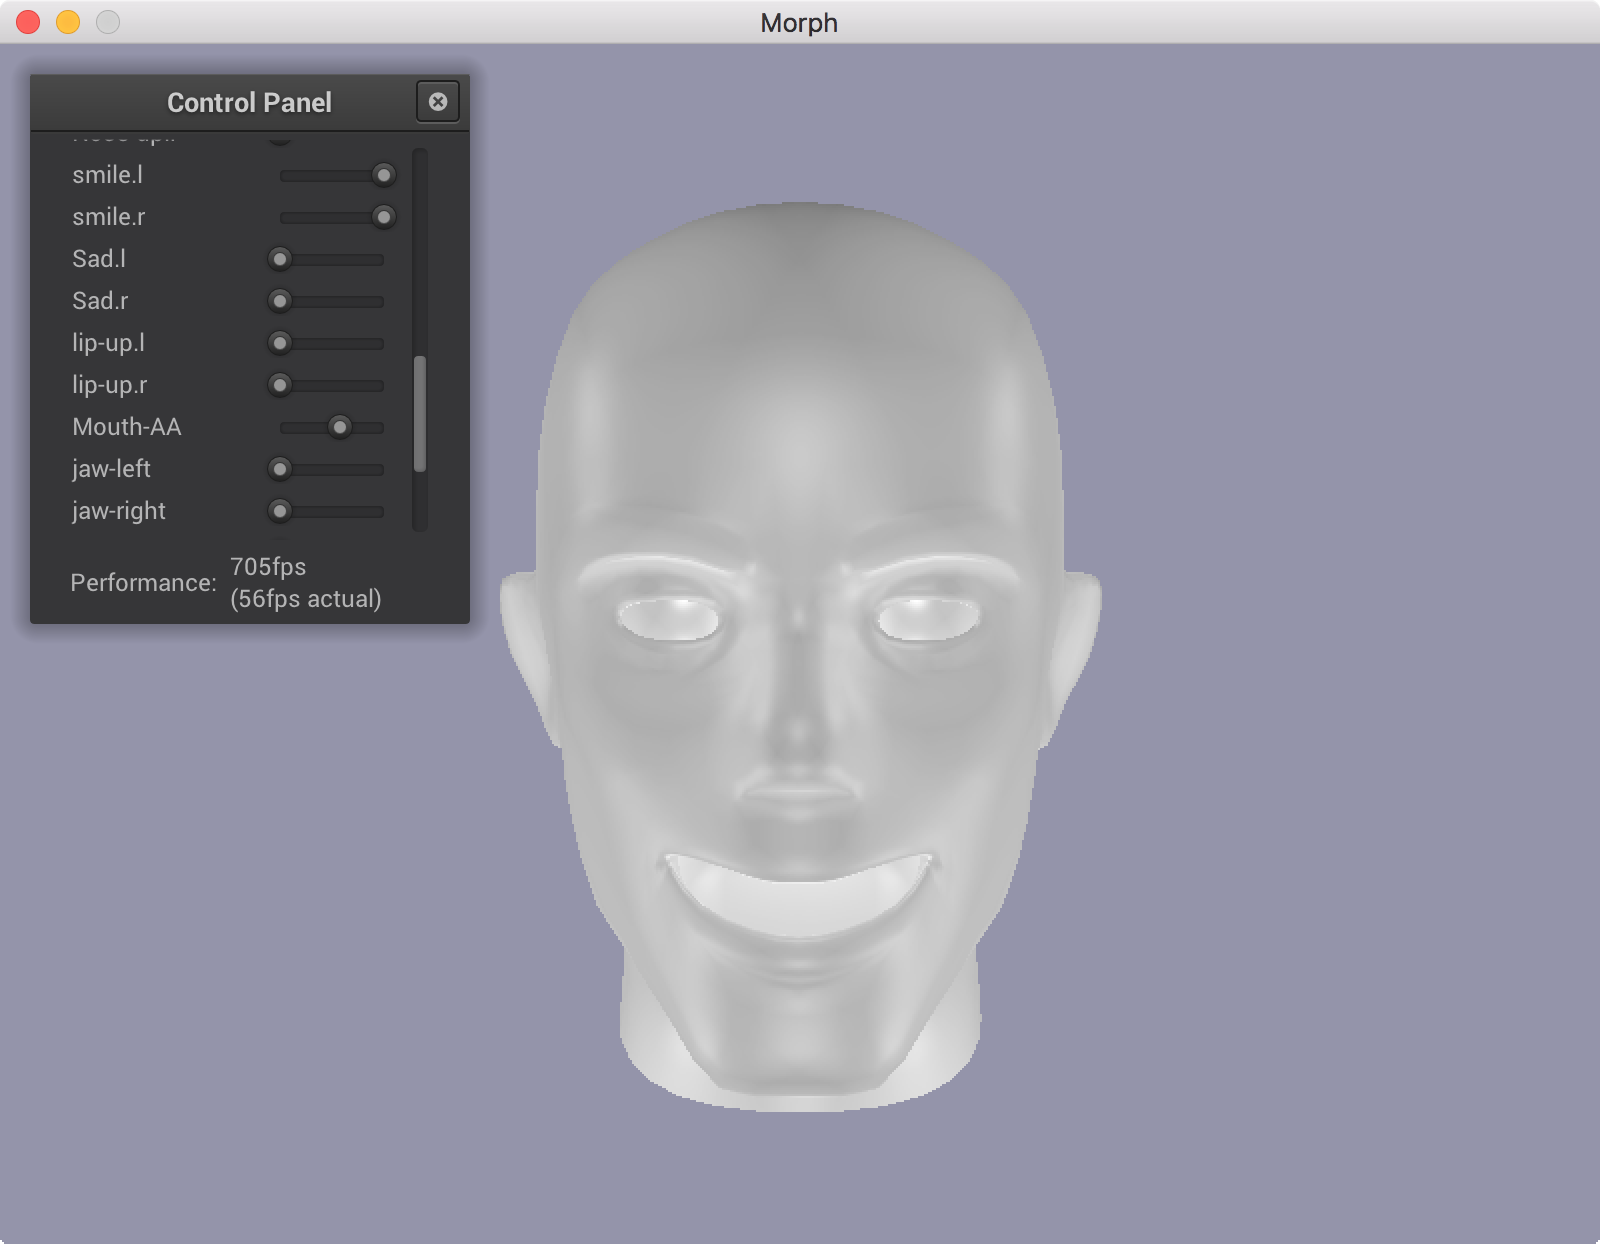 Morph
Control Panel
smile.l
smile.r
Sad.l
Sad.r
lip-up.l
lip-up.r
Mouth-AA
jaw-left
jaw-right
Performance: 705fps
(56fps actual)